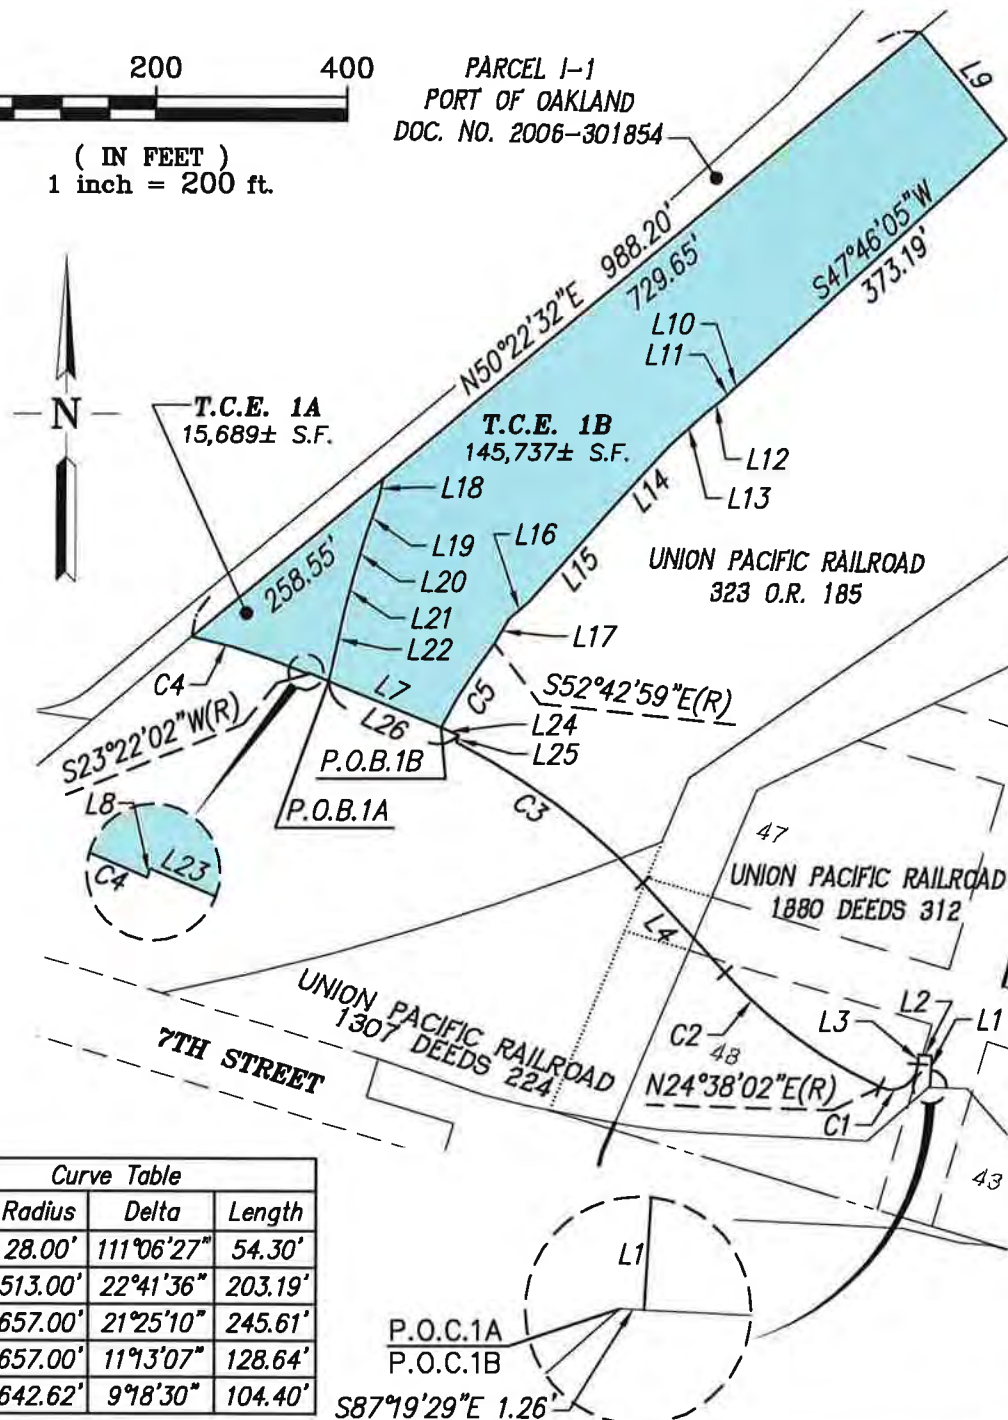 200 400
( IN FEET )
1 inch = 200 ft.
PARCEL I-1
PORT OF OAKLAND
DOC. NO. 2006-301854
L9
N
N50°22'32"E 988.20'
729.65'
S47°46'05"W
373.19'
L10
L11
T.C.E. 1A
15,689± S.F.
T.C.E. 1B
145,737± S.F.
L12
L13
L18
L14
L16
L19
L15
L20
UNION PACIFIC RAILROAD
323 O.R. 185
258.55'
L21
L17
L22
C4
L7
C5
S52°42'59"E(R)
L26
L24
L25
S23°22'02"W(R)
P.O.B.1B
P.O.B.1A
C3
L8
L23
C4
47
UNION PACIFIC RAILROAD
1880 DEEDS 312
L4
UNION PACIFIC RAILROAD
1307 DEEDS 224
7TH STREET
C2
48
L3
L2
L1
N24°38'02"E(R)
C1
43
Curve Table
Radius Delta Length
28.00' 111°06'27" 54.30'
513.00' 22°41'36" 203.19'
657.00' 21°25'10" 245.61'
657.00' 11°13'07" 128.64'
642.62' 9°18'30" 104.40'
L1
P.O.C.1A
P.O.C.1B
S87°19'29"E 1.26'